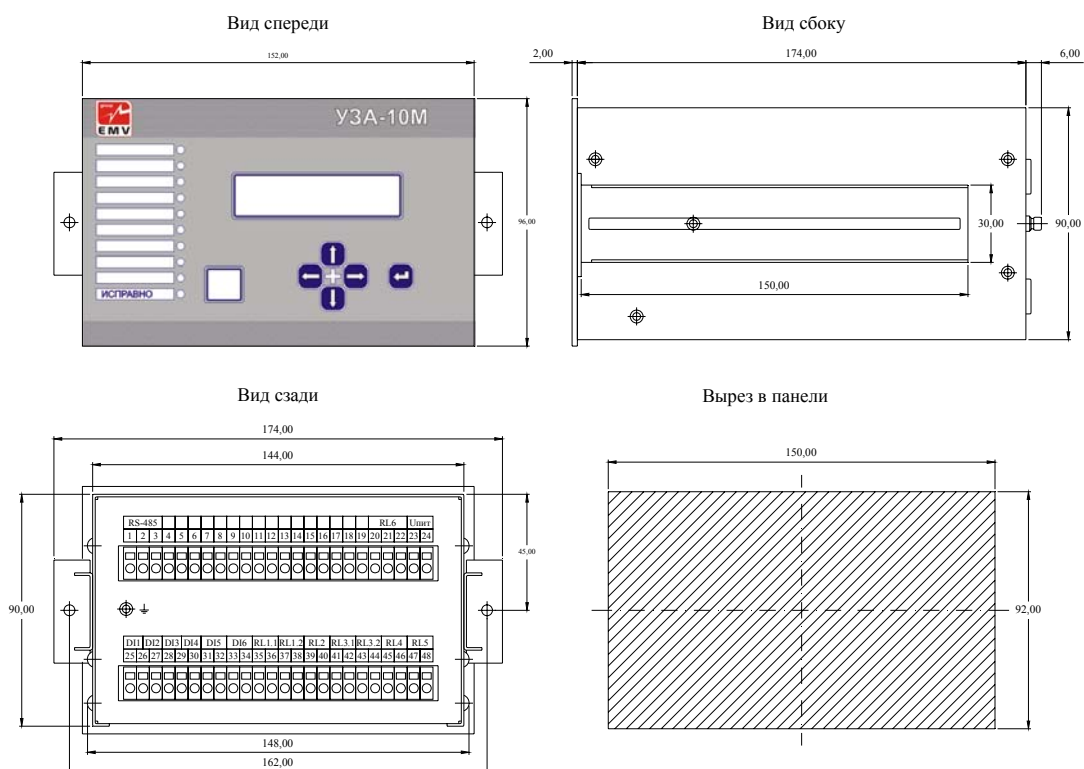 Вид спереди
Вид сбоку
152,00
2,00
174,00
6,00
EMV
УЗА-10М
ИСПРАВНО
96,00
30,00
90,00
150,00
Вид сзади
Вырез в панели
174,00
144,00
150,00
RS-485 RL6 Uпит
1 2 3 4 5 6 7 8 9 10 11 12 13 14 15 16 17 18 19 20 21 22 23 24
45,00
90,00
92,00
DI1 DI2 DI3 DI4 DI5 DI6 RL1.1 RL1.2 RL2 RL3.1 RL3.2 RL4 RL5
25 26 27 28 29 30 31 32 33 34 35 36 37 38 39 40 41 42 43 44 45 46 47 48
148,00
162,00